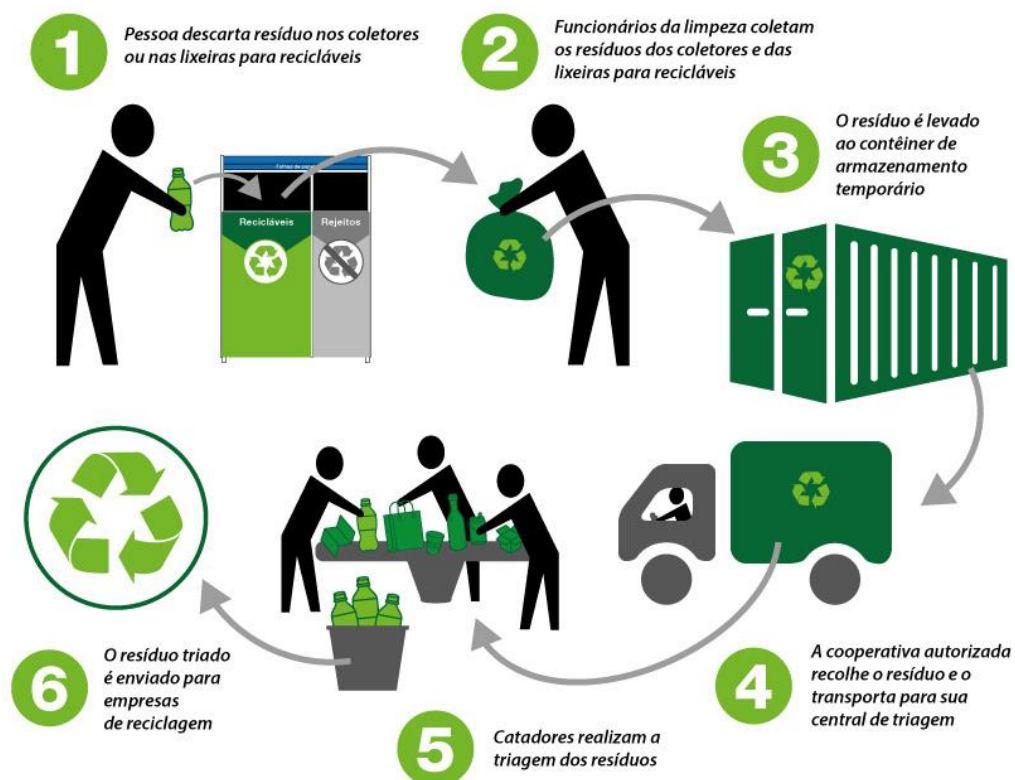 1
Pessoa descarta resíduo nos coletores
ou nas lixeiras para recicláveis
2
Funcionários da limpeza coletam
os resíduos dos coletores e das
lixeiras para recicláveis
3
O resíduo é levado
ao contêiner de
armazenamento
temporário
Recicláveis
Rejeitos
4
A cooperativa autorizada
recolhe o resíduo e o
transporta para sua
central de triagem
5
Catadores realizam a
triagem dos resíduos
6
O resíduo triado
é enviado para
empresas
de reciclagem